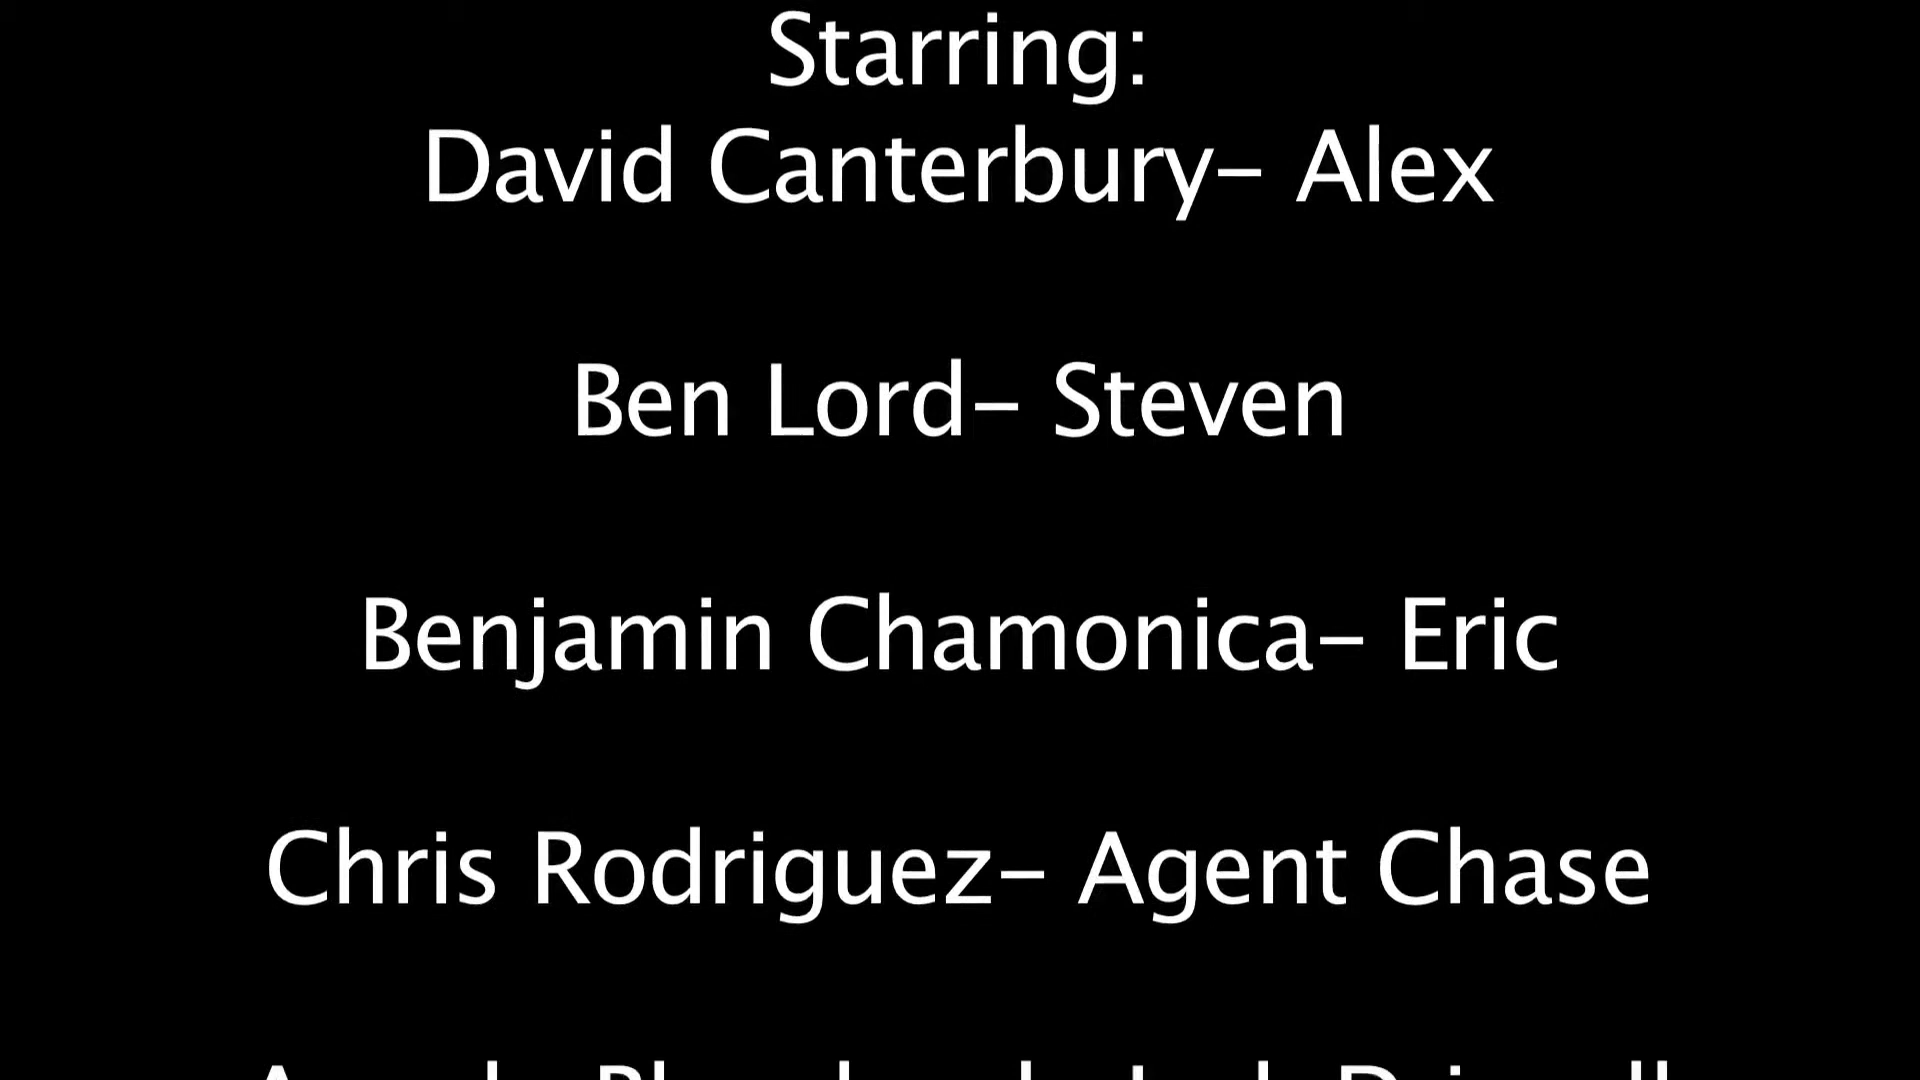 Starring:
David Canterbury– Alex
Ben Lord– Steven
Benjamin Chamonica– Eric
Chris Rodriguez– Agent Chase